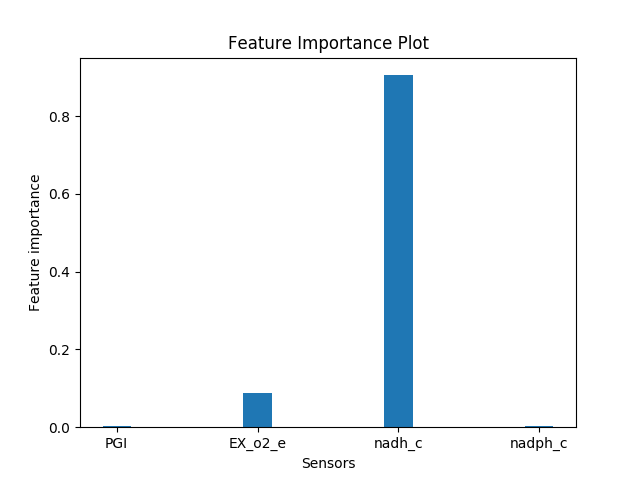 Feature Importance Plot
Feature importance
0.8
0.6
0.4
0.2
0.0
PGI EX_o2_e nadh_c nadph_c
Sensors